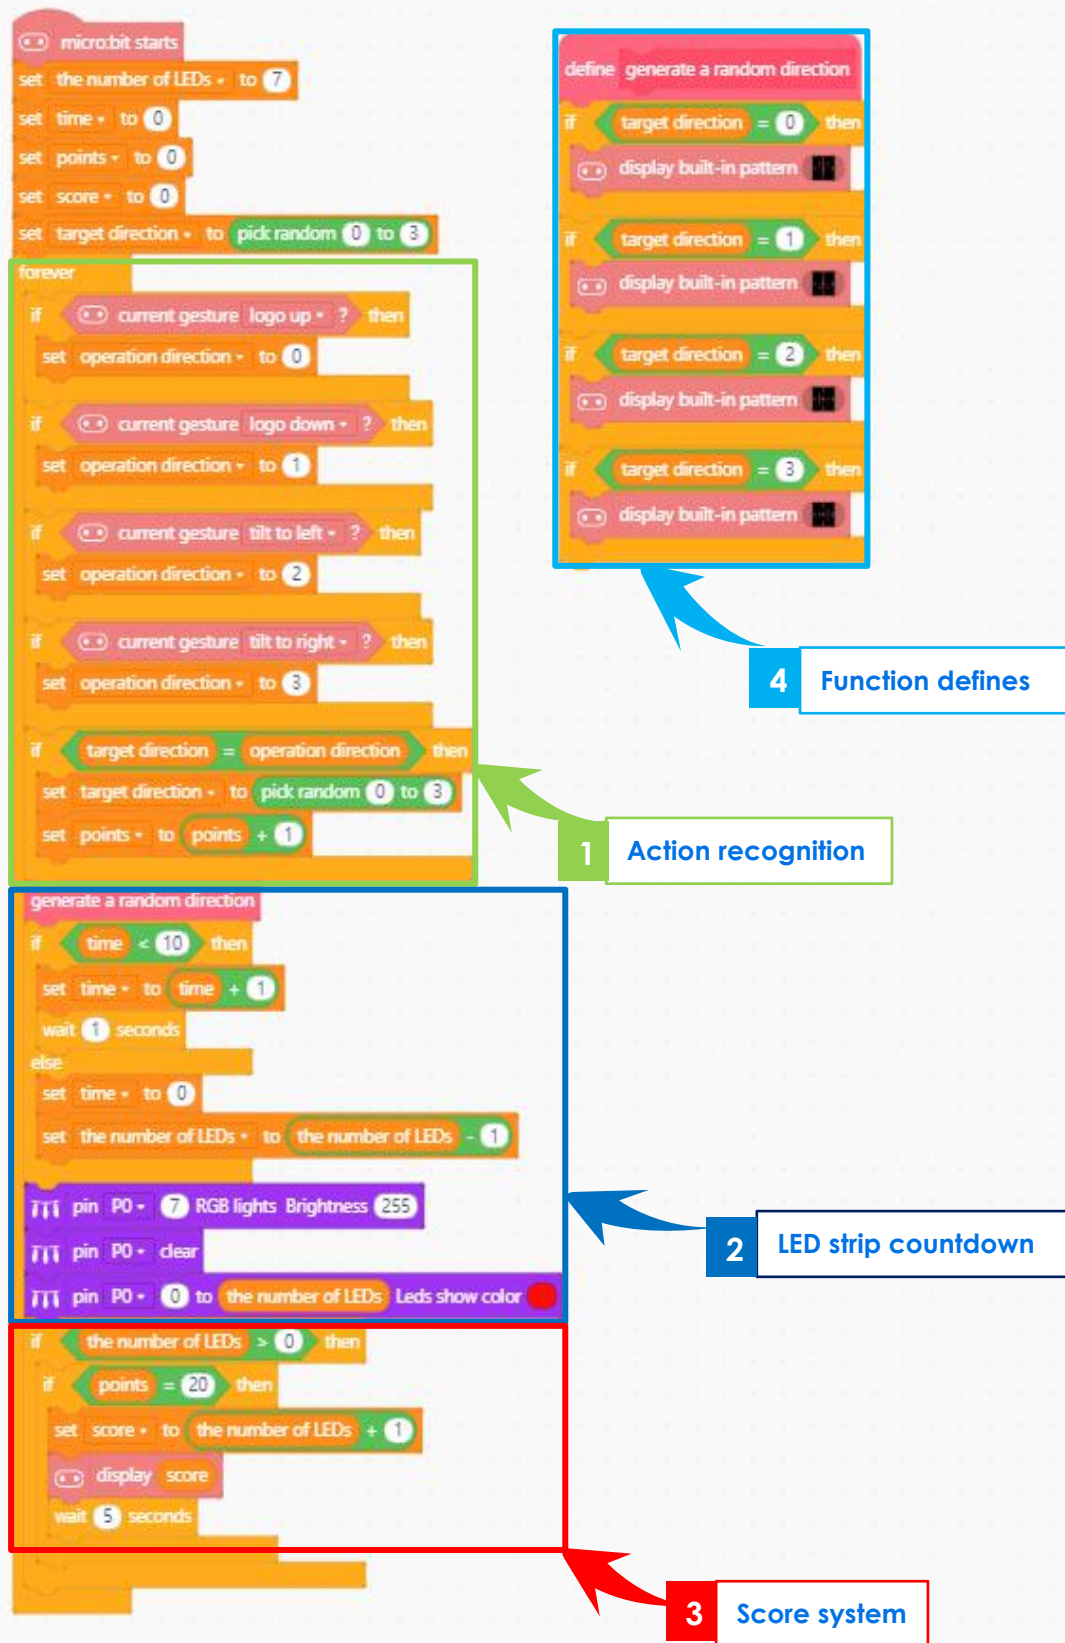 micro:bit starts
set the number of LEDs to 7
set time to 0
set points to 0
set score to 0
set target direction to pick random 0 to 3
forever
if current gesture logo up ? then
set operation direction to 0
if current gesture logo down ? then
set operation direction to 1
if current gesture tilt to left ? then
set operation direction to 2
if current gesture tilt to right ? then
set operation direction to 3
if target direction = operation direction then
set target direction to pick random 0 to 3
set points to points + 1
1 Action recognition
generate a random direction
if time < 10 then
set time to time + 1
wait 1 seconds
else
set time to 0
set the number of LEDs to the number of LEDs - 1
pin P0 7 RGB lights Brightness 255
pin P0 clear
pin P0 0 to the number of LEDs Leds show color
2 LED strip countdown
if the number of LEDs > 0 then
if points = 20 then
set score to the number of LEDs + 1
display score
wait 5 seconds
3 Score system
define generate a random direction
if target direction = 0 then
display built-in pattern
if target direction = 1 then
display built-in pattern
if target direction = 2 then
display built-in pattern
if target direction = 3 then
display built-in pattern
4 Function defines